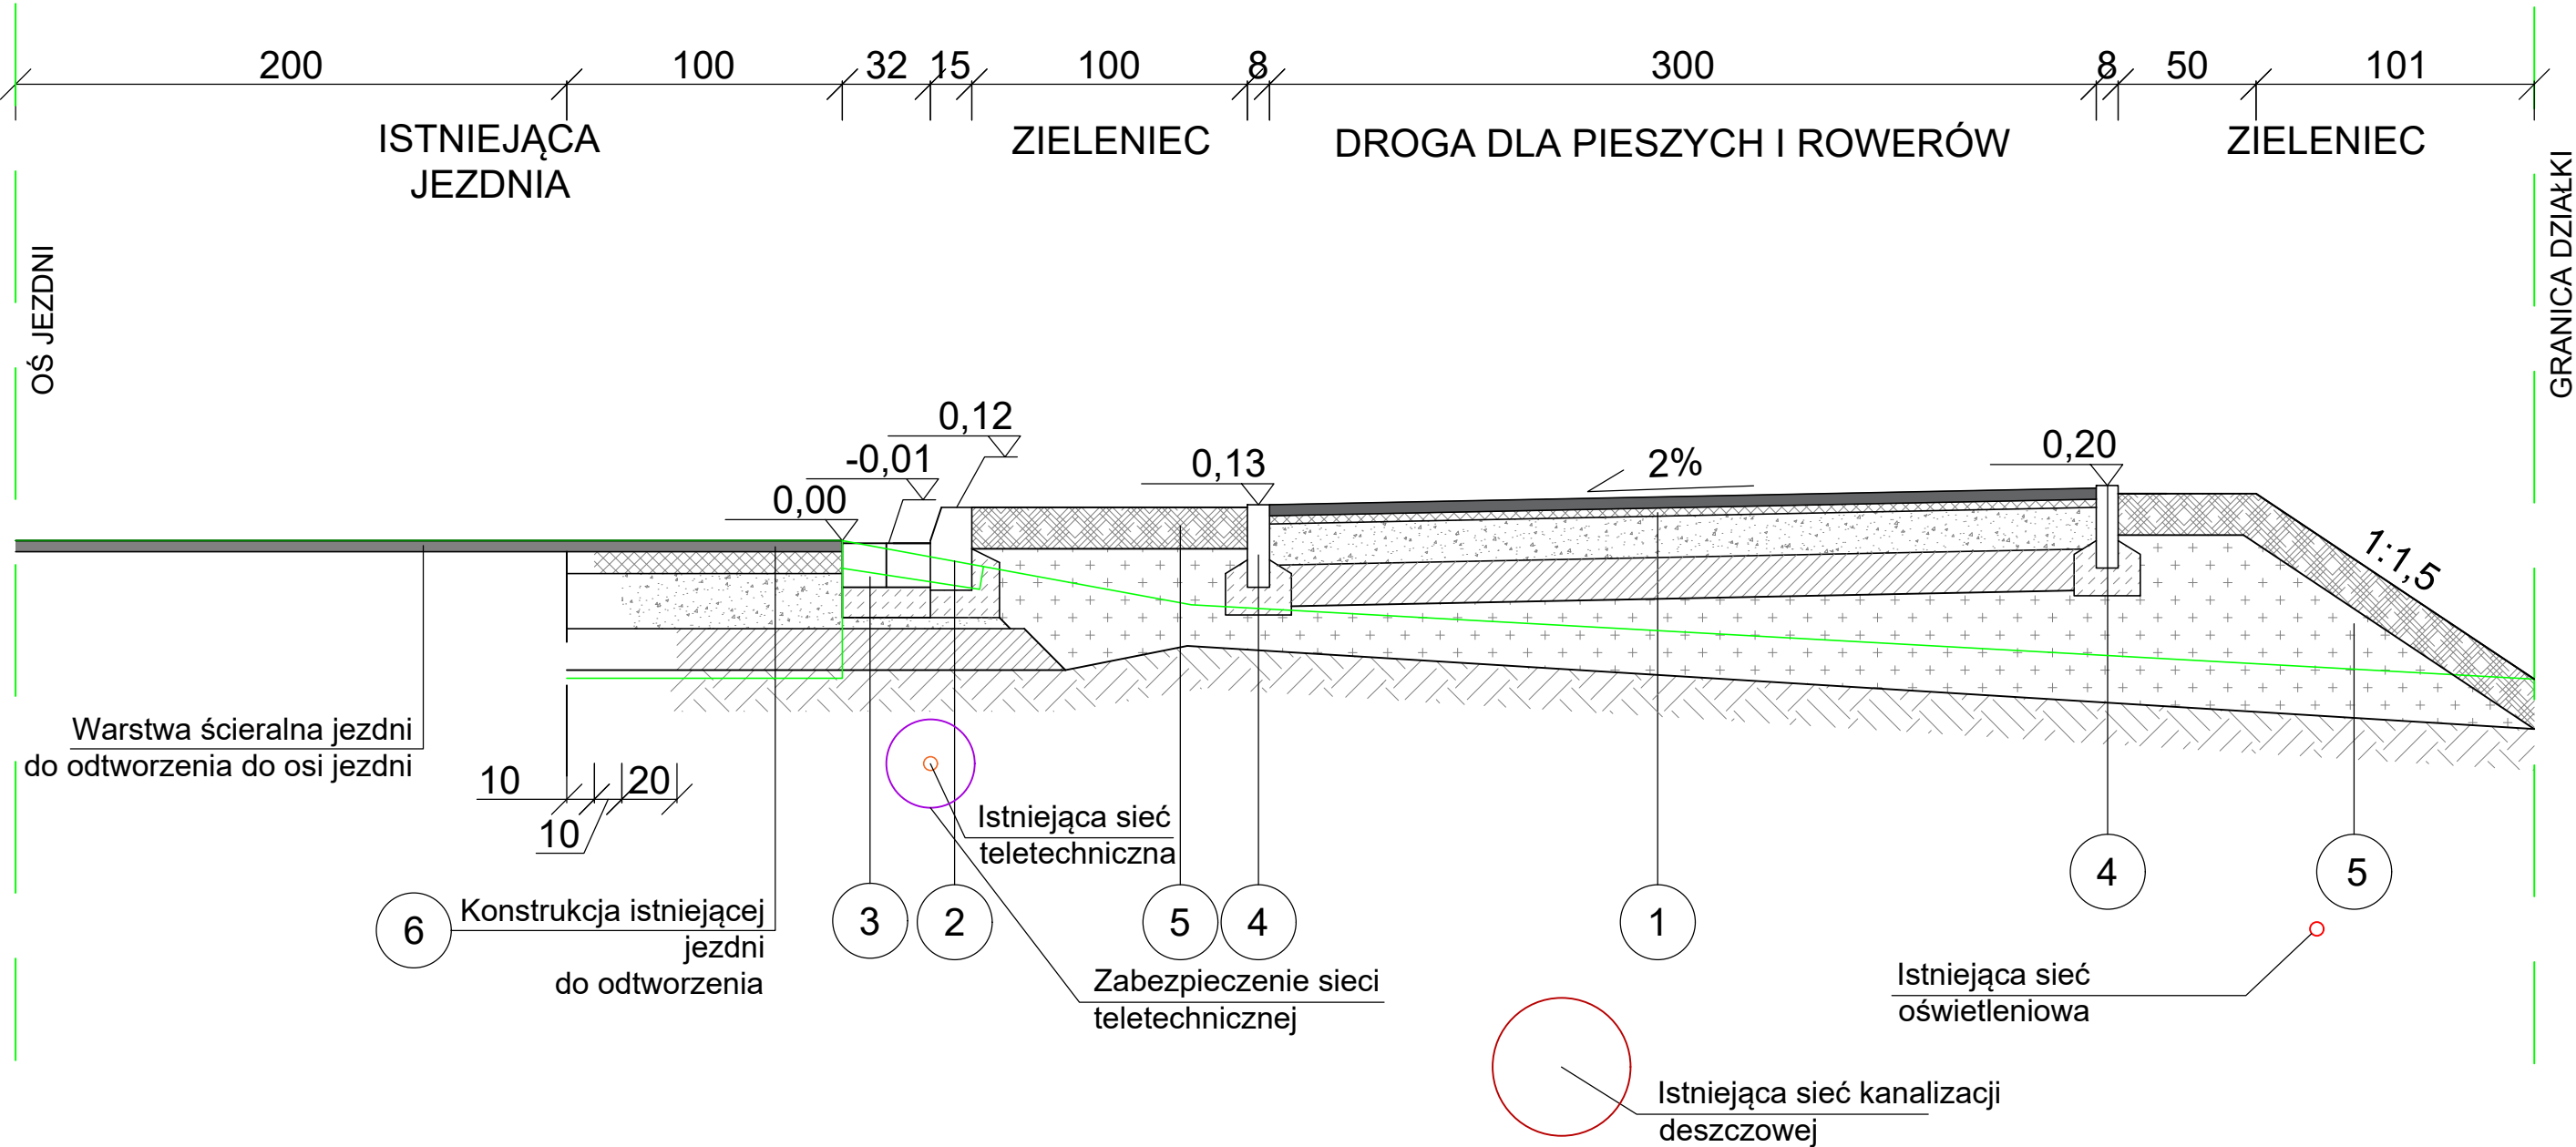 200 100 32 15 100 8 300 8 50 101
ISTNIEJĄCA
JEZDNIA
ZIELENIEC
DROGA DLA PIESZYCH I ROWERÓW
ZIELENIEC
OŚ JEZDNI
GRANICA DZIAŁKI
0,12
-0,01
0,00
0,13
2%
0,20
1:1,5
Warstwa ścieralna jezdni
do odtworzenia do osi jezdni
10
20
10
Istniejąca sieć
teletechniczna
6
Konstrukcja istniejącej
jezdni
do odtworzenia
3
2
5
4
1
4
5
Zabezpieczenie sieci
teletechnicznej
Istniejąca sieć
oświetleniowa
Istniejąca sieć kanalizacji
deszczowej